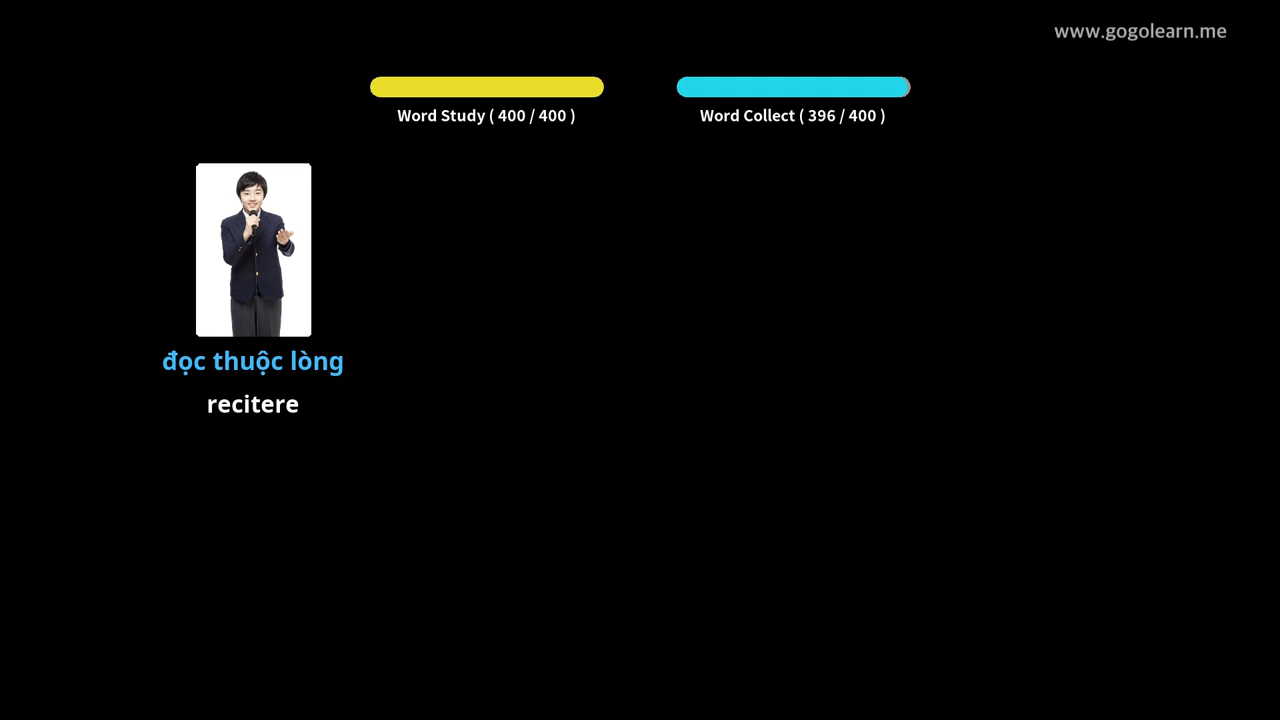 www.gogolearn.me
Word Study ( 400 / 400 )
Word Collect ( 396 / 400 )
đọc thuộc lòng
recitere